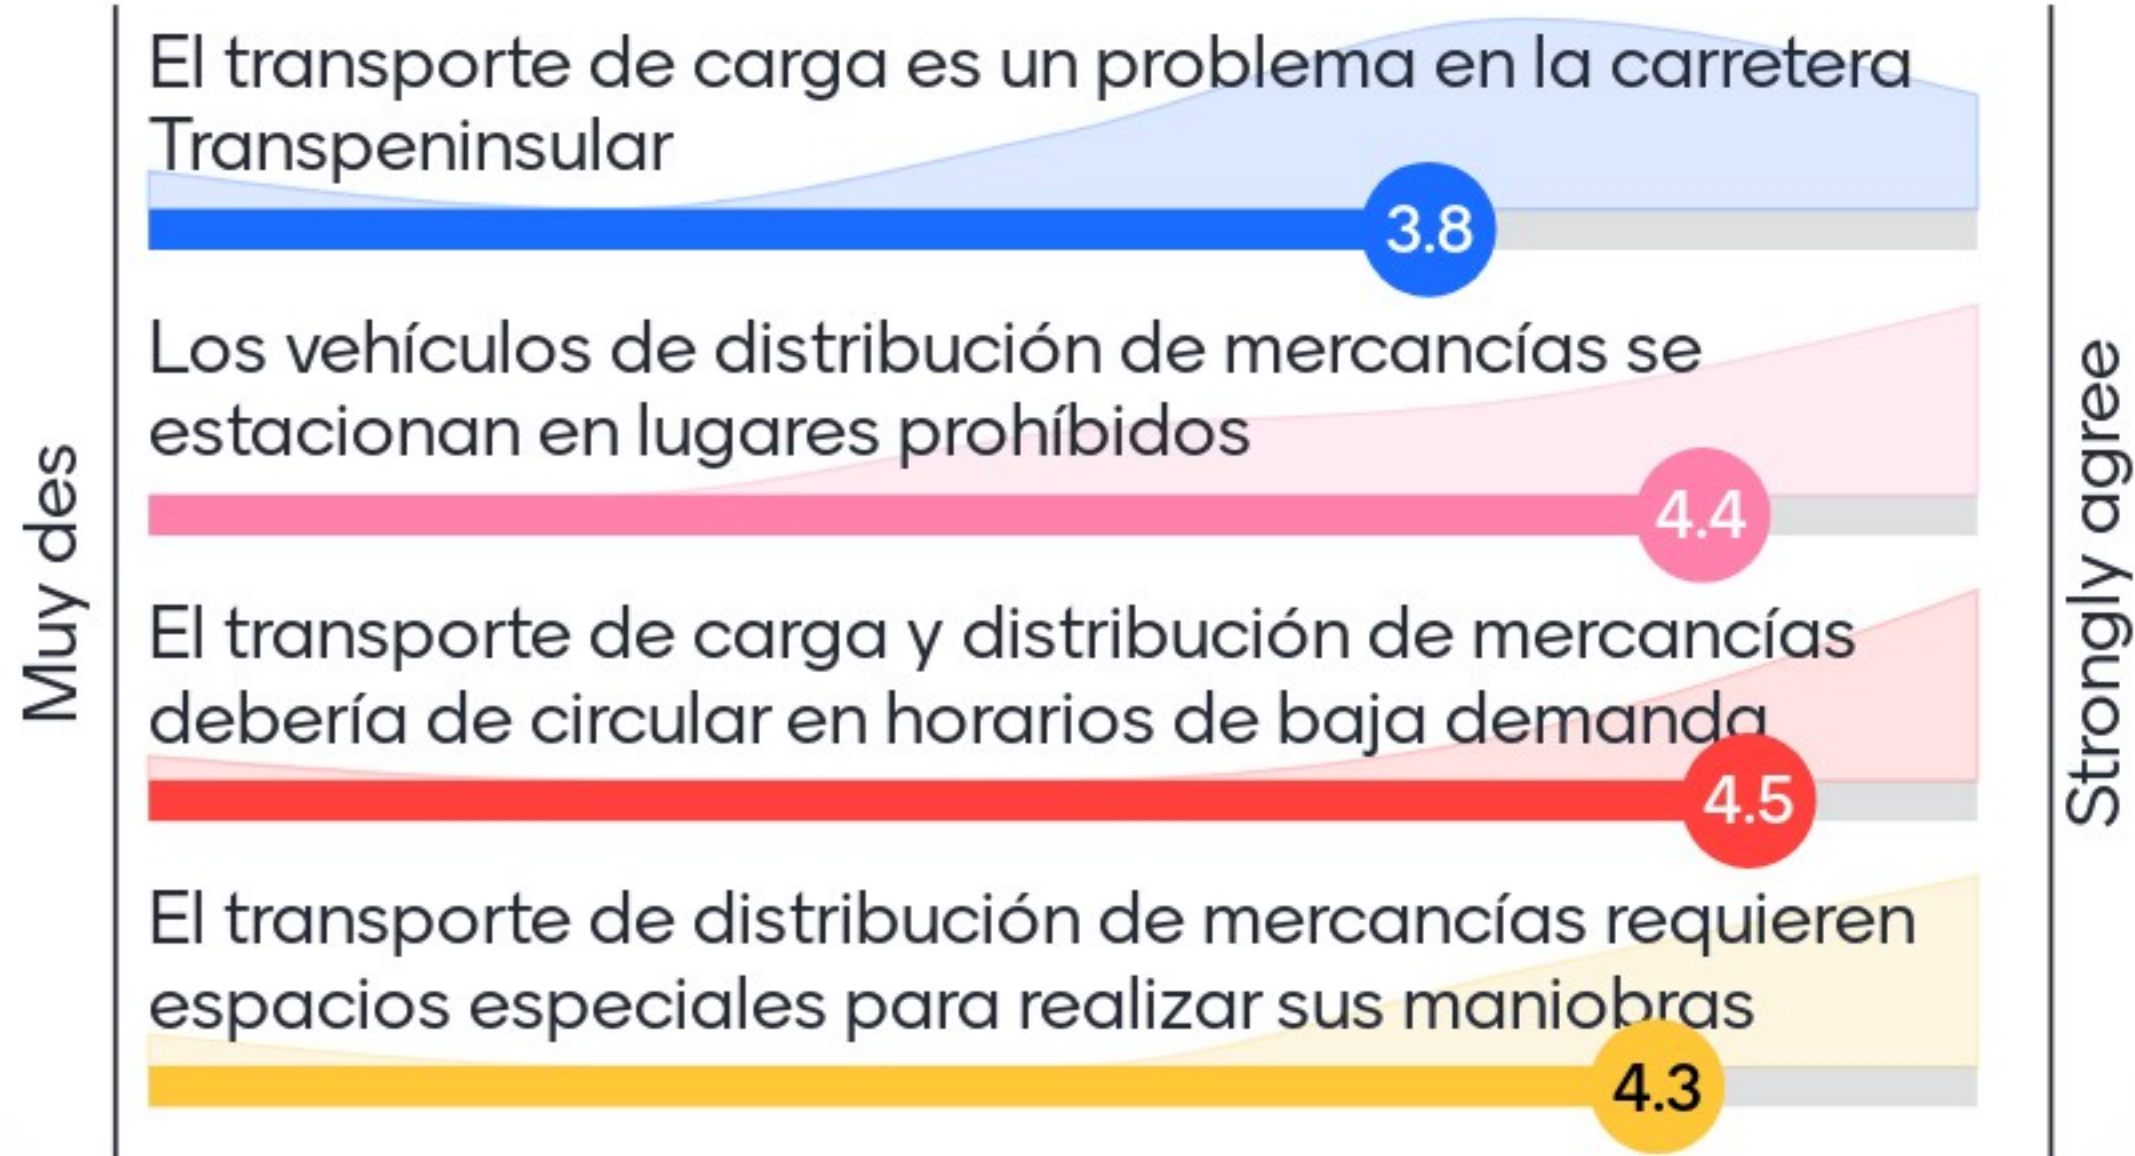 El transporte de carga es un problema en la carretera
Transpeninsular
3.8
Los vehículos de distribución de mercancías se
estacionan en lugares prohíbidos
4.4
El transporte de carga y distribución de mercancías
debería de circular en horarios de baja demanda
4.5
El transporte de distribución de mercancías requieren
espacios especiales para realizar sus maniobras
4.3
Muy des
Strongly agree